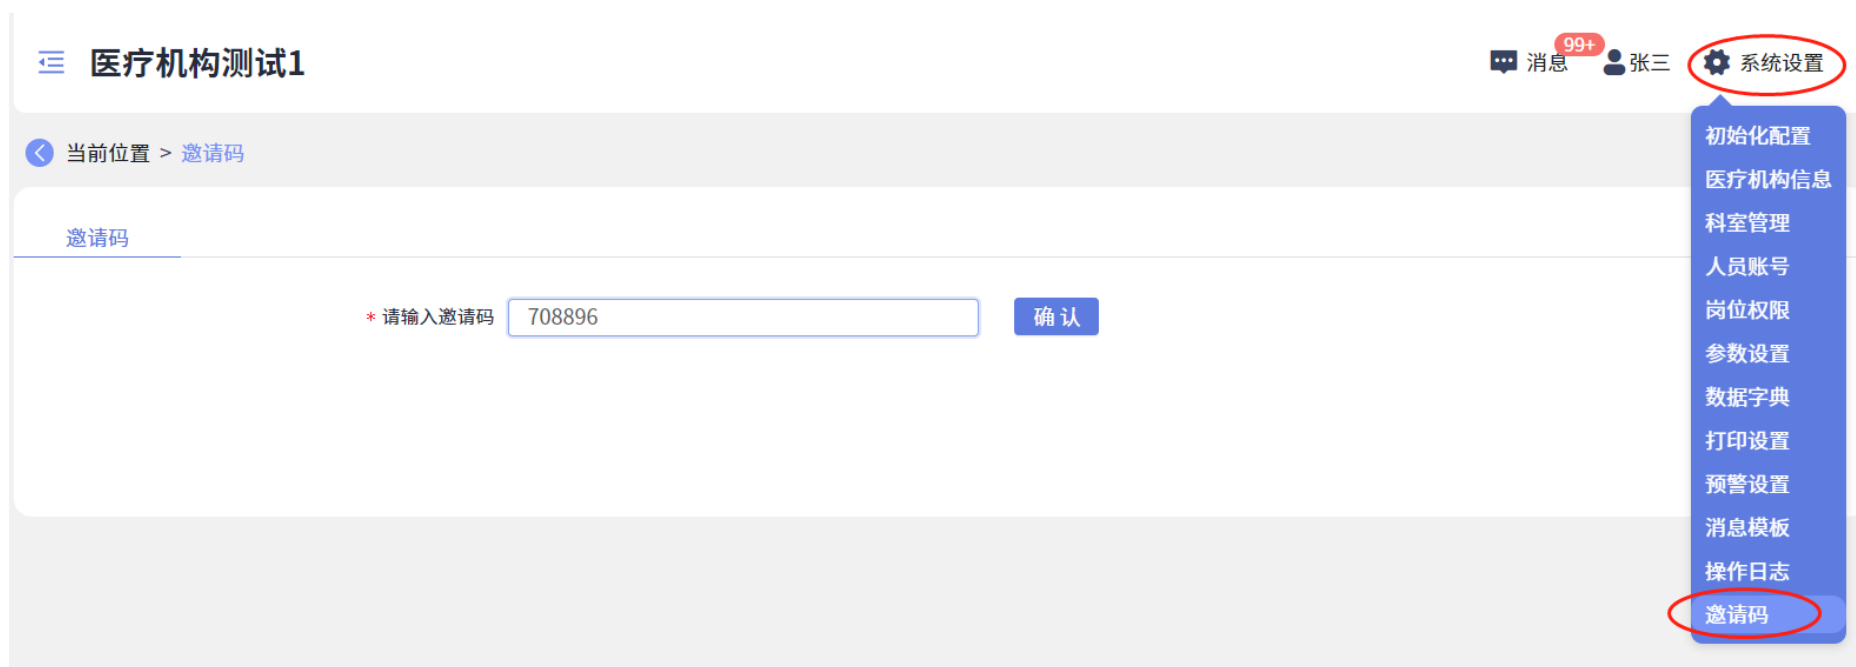 医疗机构测试1
消息 99+ 张三 系统设置
当前位置 > 邀请码
邀请码
* 请输入邀请码 708896 确 认
初始化配置
医疗机构信息
科室管理
人员账号
岗位权限
参数设置
数据字典
打印设置
预警设置
消息模板
操作日志
邀请码